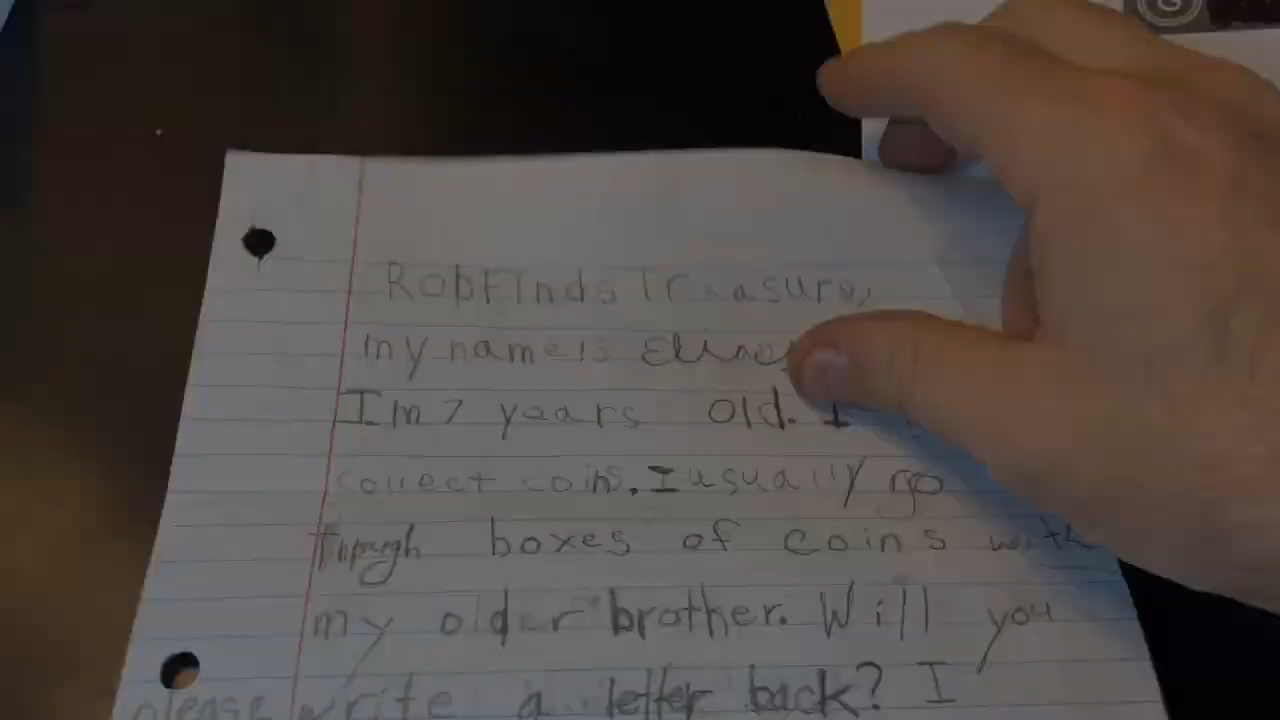 RobFindsTreasure,
my name is
Im 7 years old. I
collect coins. I usually go
through boxes of coins with
my older brother. Will you
please write a letter back? I